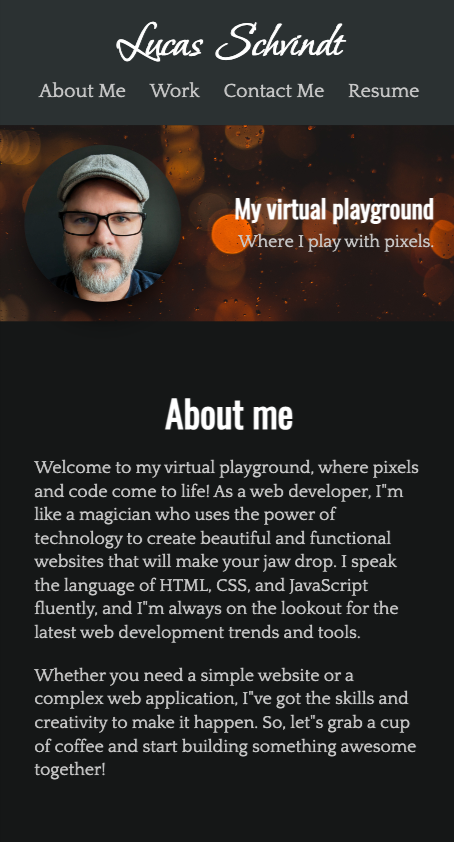 Lucas Schvindt
About Me Work Contact Me Resume
My virtual playground
Where I play with pixels.
About me
Welcome to my virtual playground, where pixels
and code come to life! As a web developer, I"m
like a magician who uses the power of
technology to create beautiful and functional
websites that will make your jaw drop. I speak
the language of HTML, CSS, and JavaScript
fluently, and I"m always on the lookout for the
latest web development trends and tools.
Whether you need a simple website or a
complex web application, I"ve got the skills and
creativity to make it happen. So, let"s grab a cup
of coffee and start building something awesome
together!